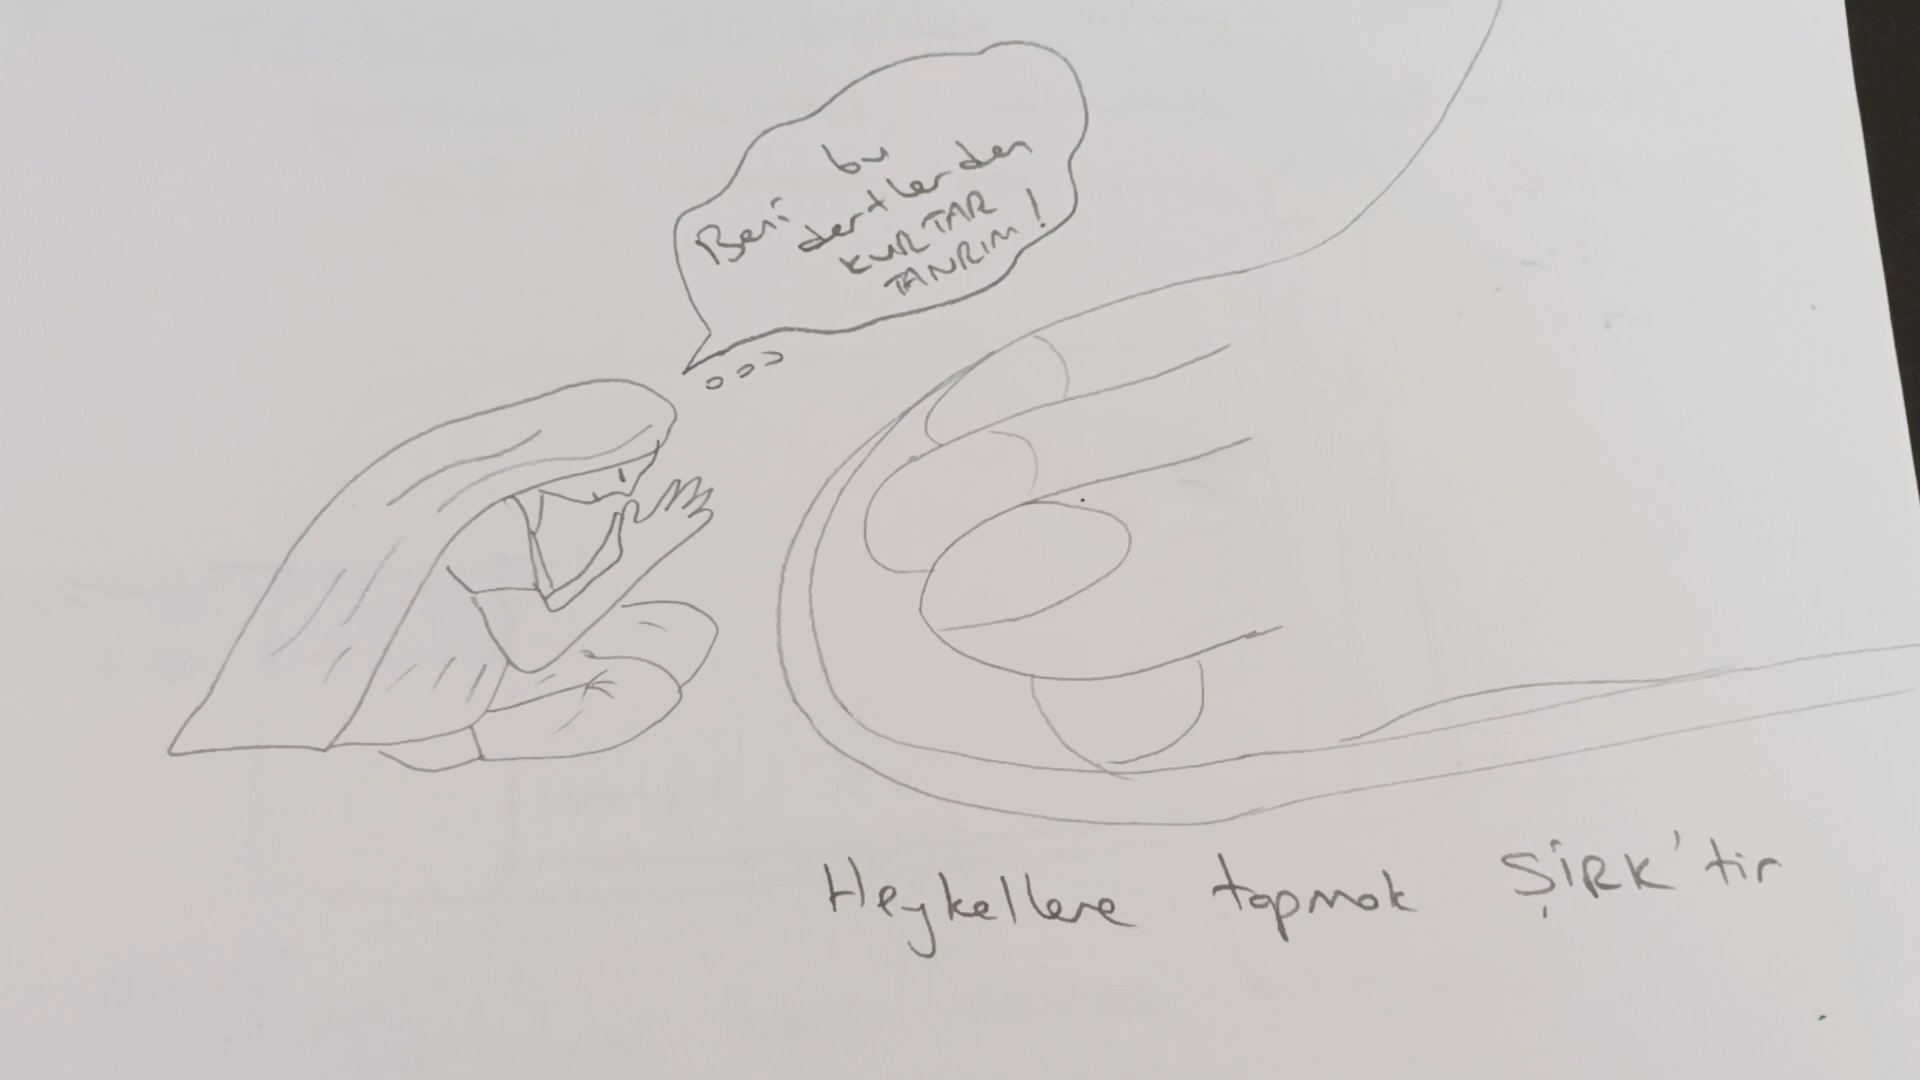 Beni bu
dertlerden
KURTAR
TANRIM!
Heykellere tapmak ŞİRK'tir